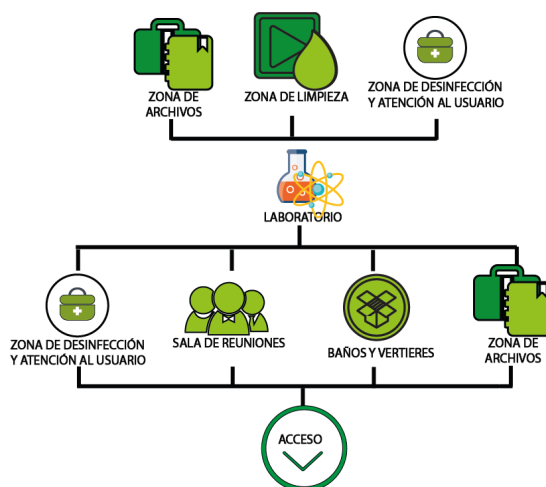 ZONA DE
ARCHIVOS
ZONA DE LIMPIEZA
ZONA DE DESINFECCIÓN
Y ATENCIÓN AL USUARIO
LABORATORIO
ZONA DE DESINFECCIÓN
Y ATENCIÓN AL USUARIO
SALA DE REUNIONES
BAÑOS Y VERTIERES
ZONA DE
ARCHIVOS
ACCESO